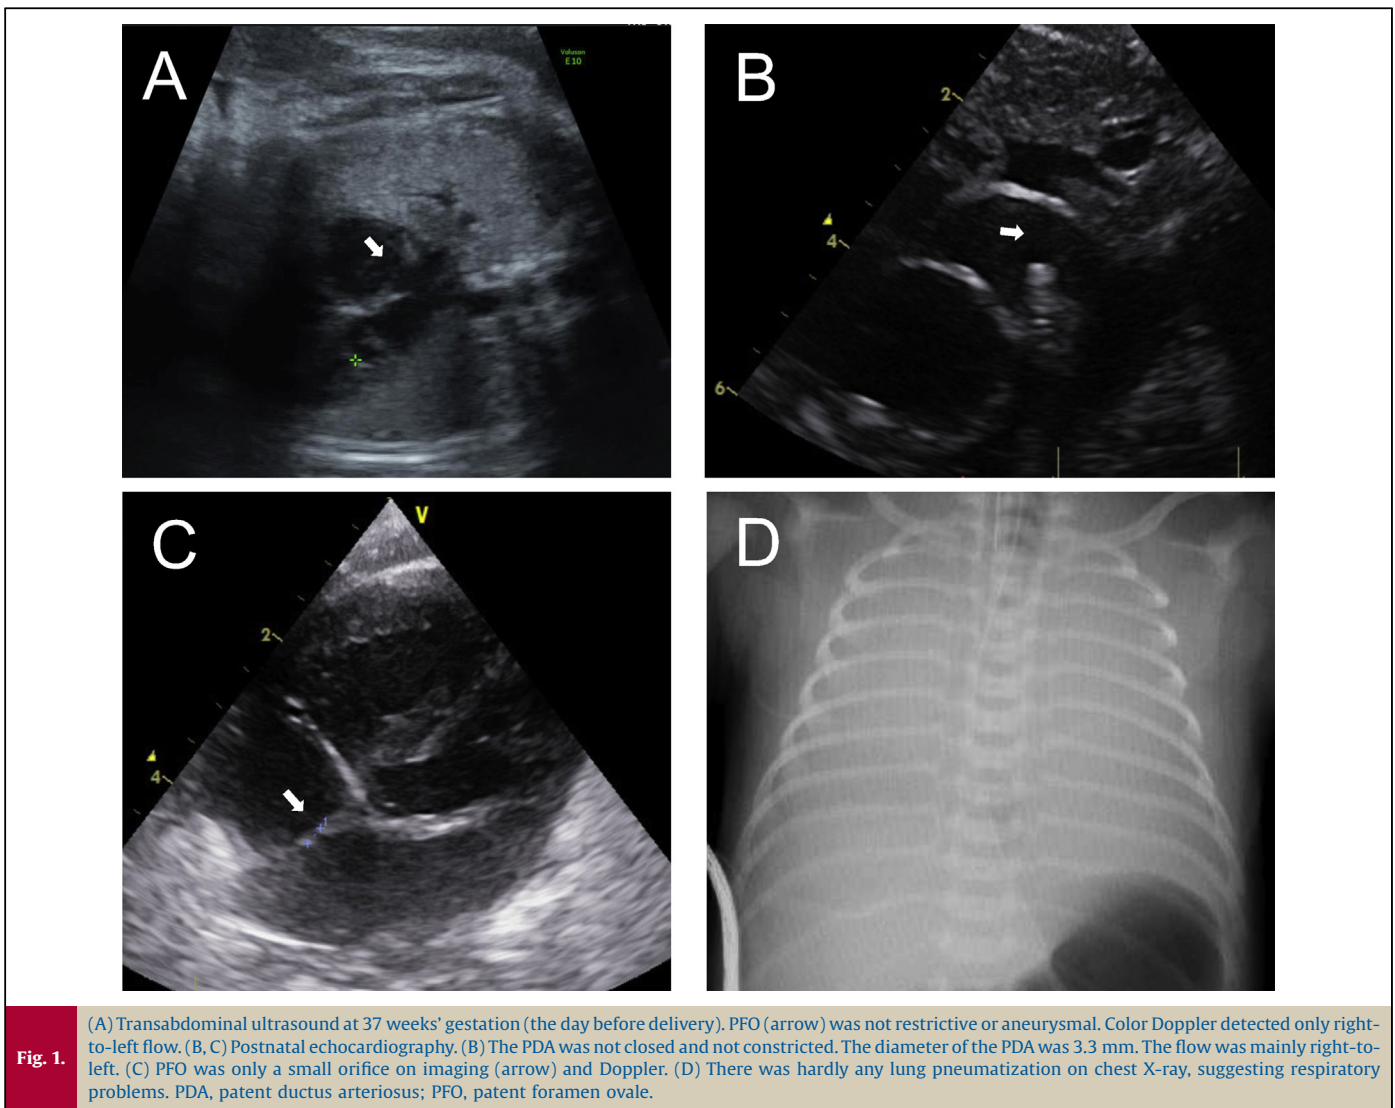 A
Voluson
E10
B
2
4
6
C
V
2
4
1
D
Fig. 1.
(A) Transabdominal ultrasound at 37 weeks’ gestation (the day before delivery). PFO (arrow) was not restrictive or aneurysmal. Color Doppler detected only right-
to-left flow. (B, C) Postnatal echocardiography. (B) The PDA was not closed and not constricted. The diameter of the PDA was 3.3 mm. The flow was mainly right-to-
left. (C) PFO was only a small orifice on imaging (arrow) and Doppler. (D) There was hardly any lung pneumatization on chest X-ray, suggesting respiratory
problems. PDA, patent ductus arteriosus; PFO, patent foramen ovale.